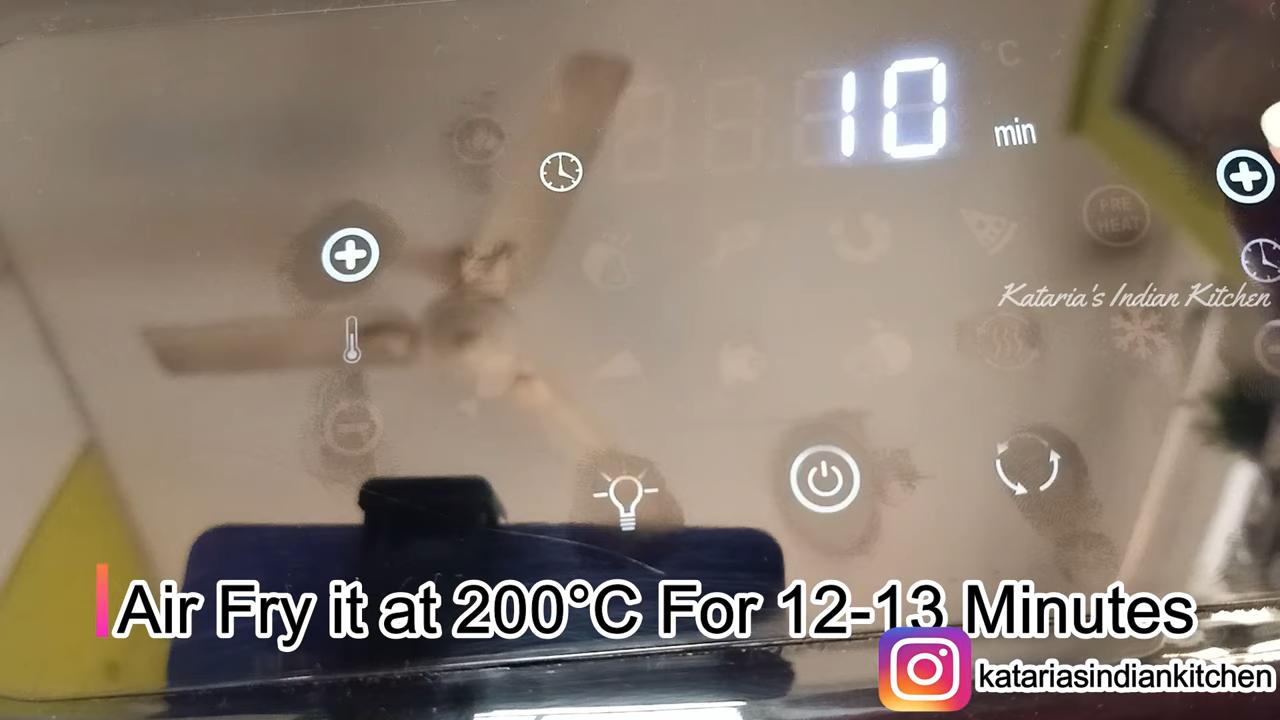 °C
10
min
PRE
HEAT
Kataria's Indian Kitchen
Air Fry it at 200°C For 12-13 Minutes
katariasindiankitchen